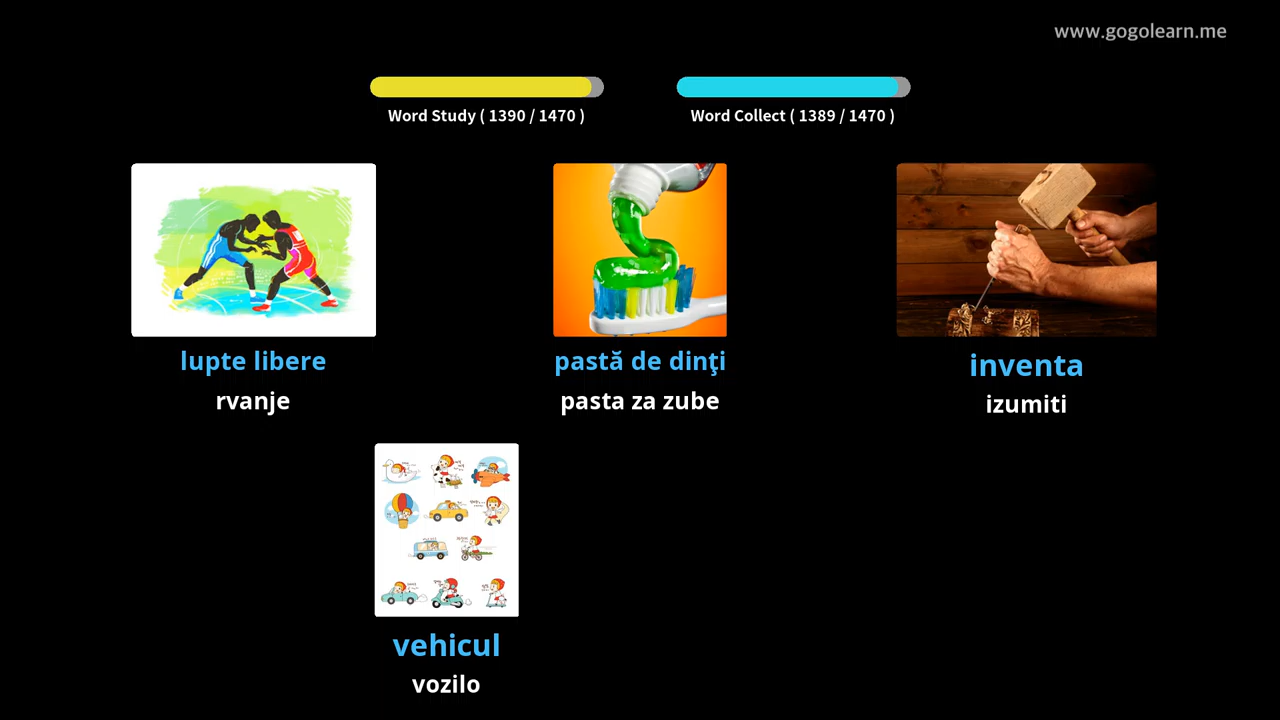 www.gogolearn.me
Word Study ( 1390 / 1470 )
Word Collect ( 1389 / 1470 )
lupte libere
rvanje
pastă de dinţi
pasta za zube
inventa
izumiti
vehicul
vozilo